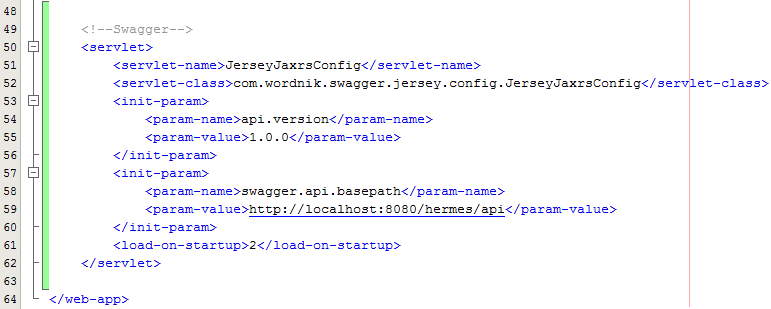 48
49 <!--Swagger-->
50 <servlet>
51 <servlet-name>JerseyJaxrsConfig</servlet-name>
52 <servlet-class>com.wordnik.swagger.jersey.config.JerseyJaxrsConfig</servlet-class>
53 <init-param>
54 <param-name>api.version</param-name>
55 <param-value>1.0.0</param-value>
56 </init-param>
57 <init-param>
58 <param-name>swagger.api.basepath</param-name>
59 <param-value>http://localhost:8080/hermes/api</param-value>
60 </init-param>
61 <load-on-startup>2</load-on-startup>
62 </servlet>
63
64 </web-app>